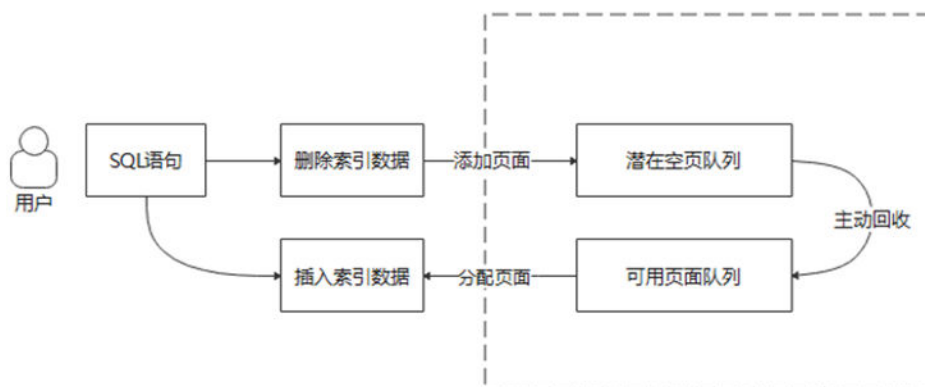 SQL语句
删除索引数据
添加页面
潜在空页队列
用户
主动回收
插入索引数据
分配页面
可用页面队列